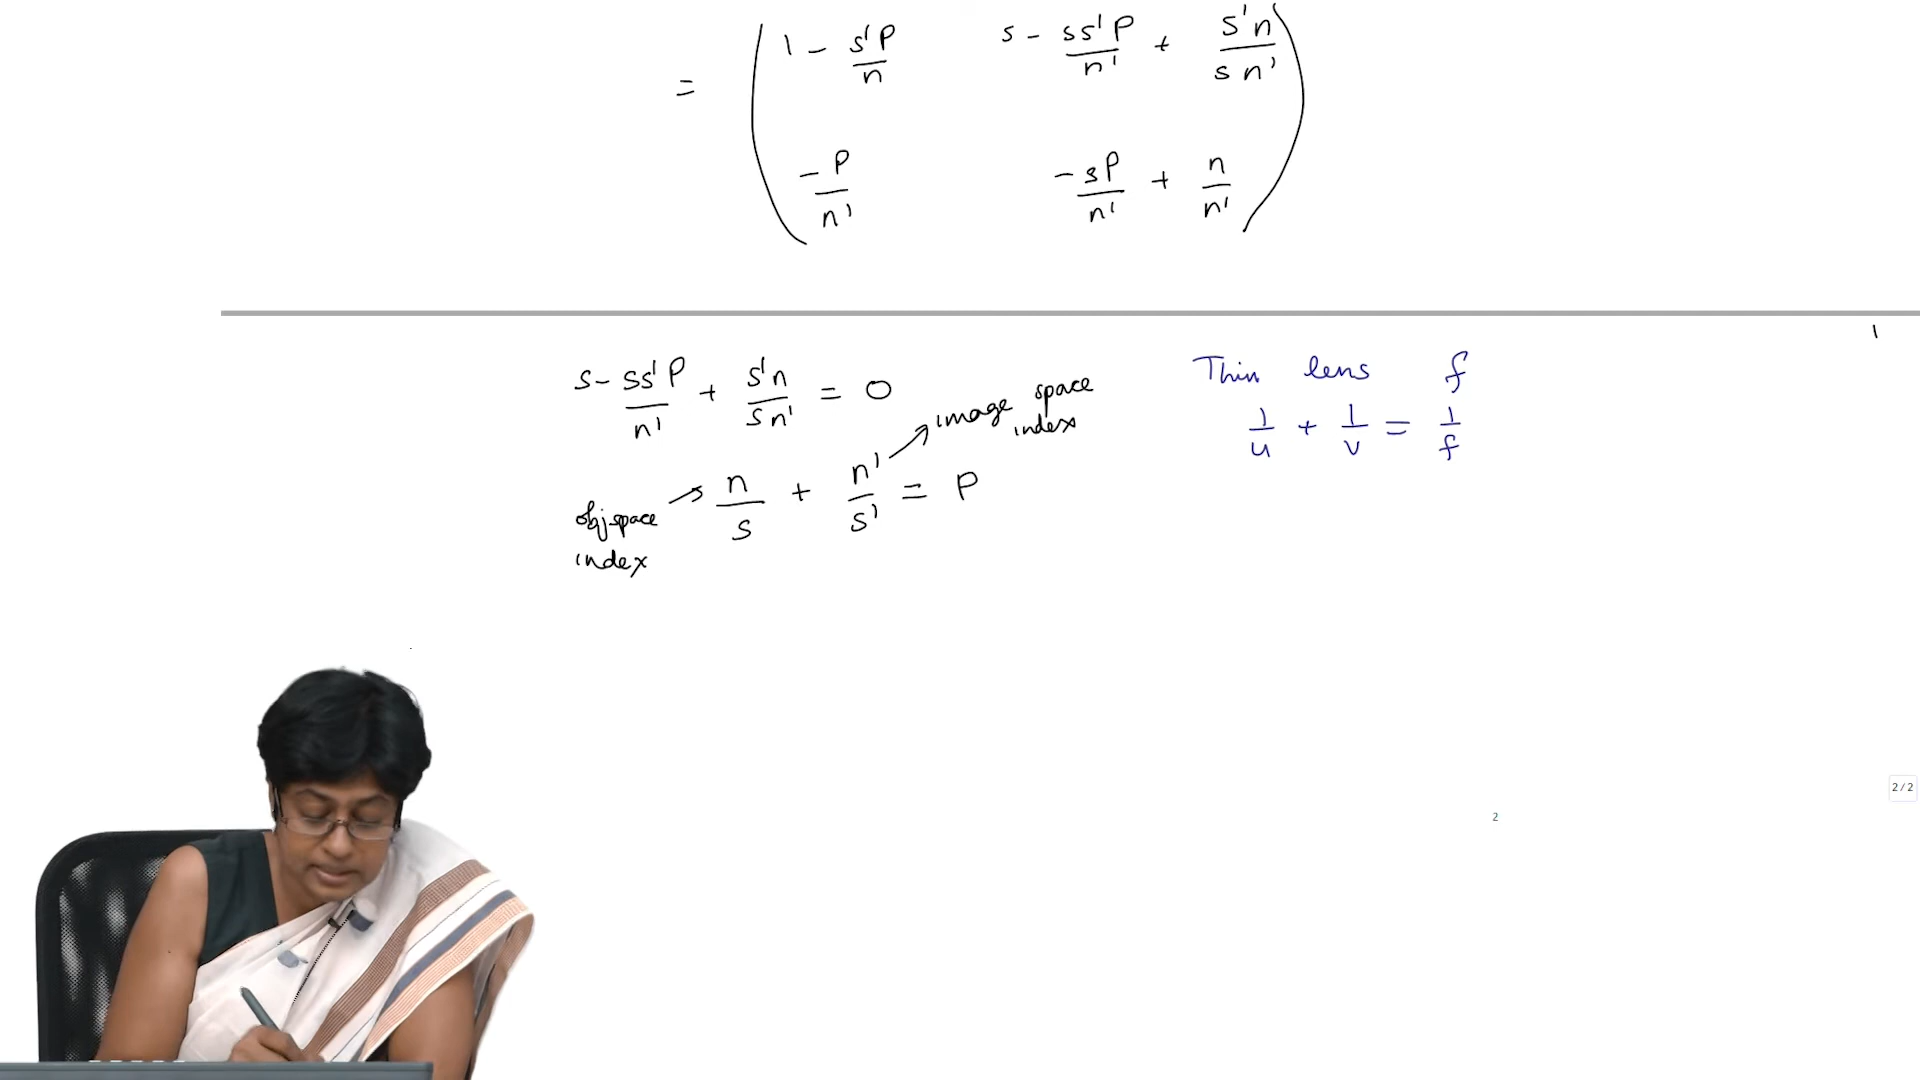 = ( 1 - s'P/n   s - ss'P/n' + s'n/sn'
-P/n'   -sP/n' + n/n' )
1
s - ss'P/n' + s'n/sn' = 0
image space index
n/s + n'/s' = P
obj space index
Thin lens f
1/u + 1/v = 1/f
2/2
2